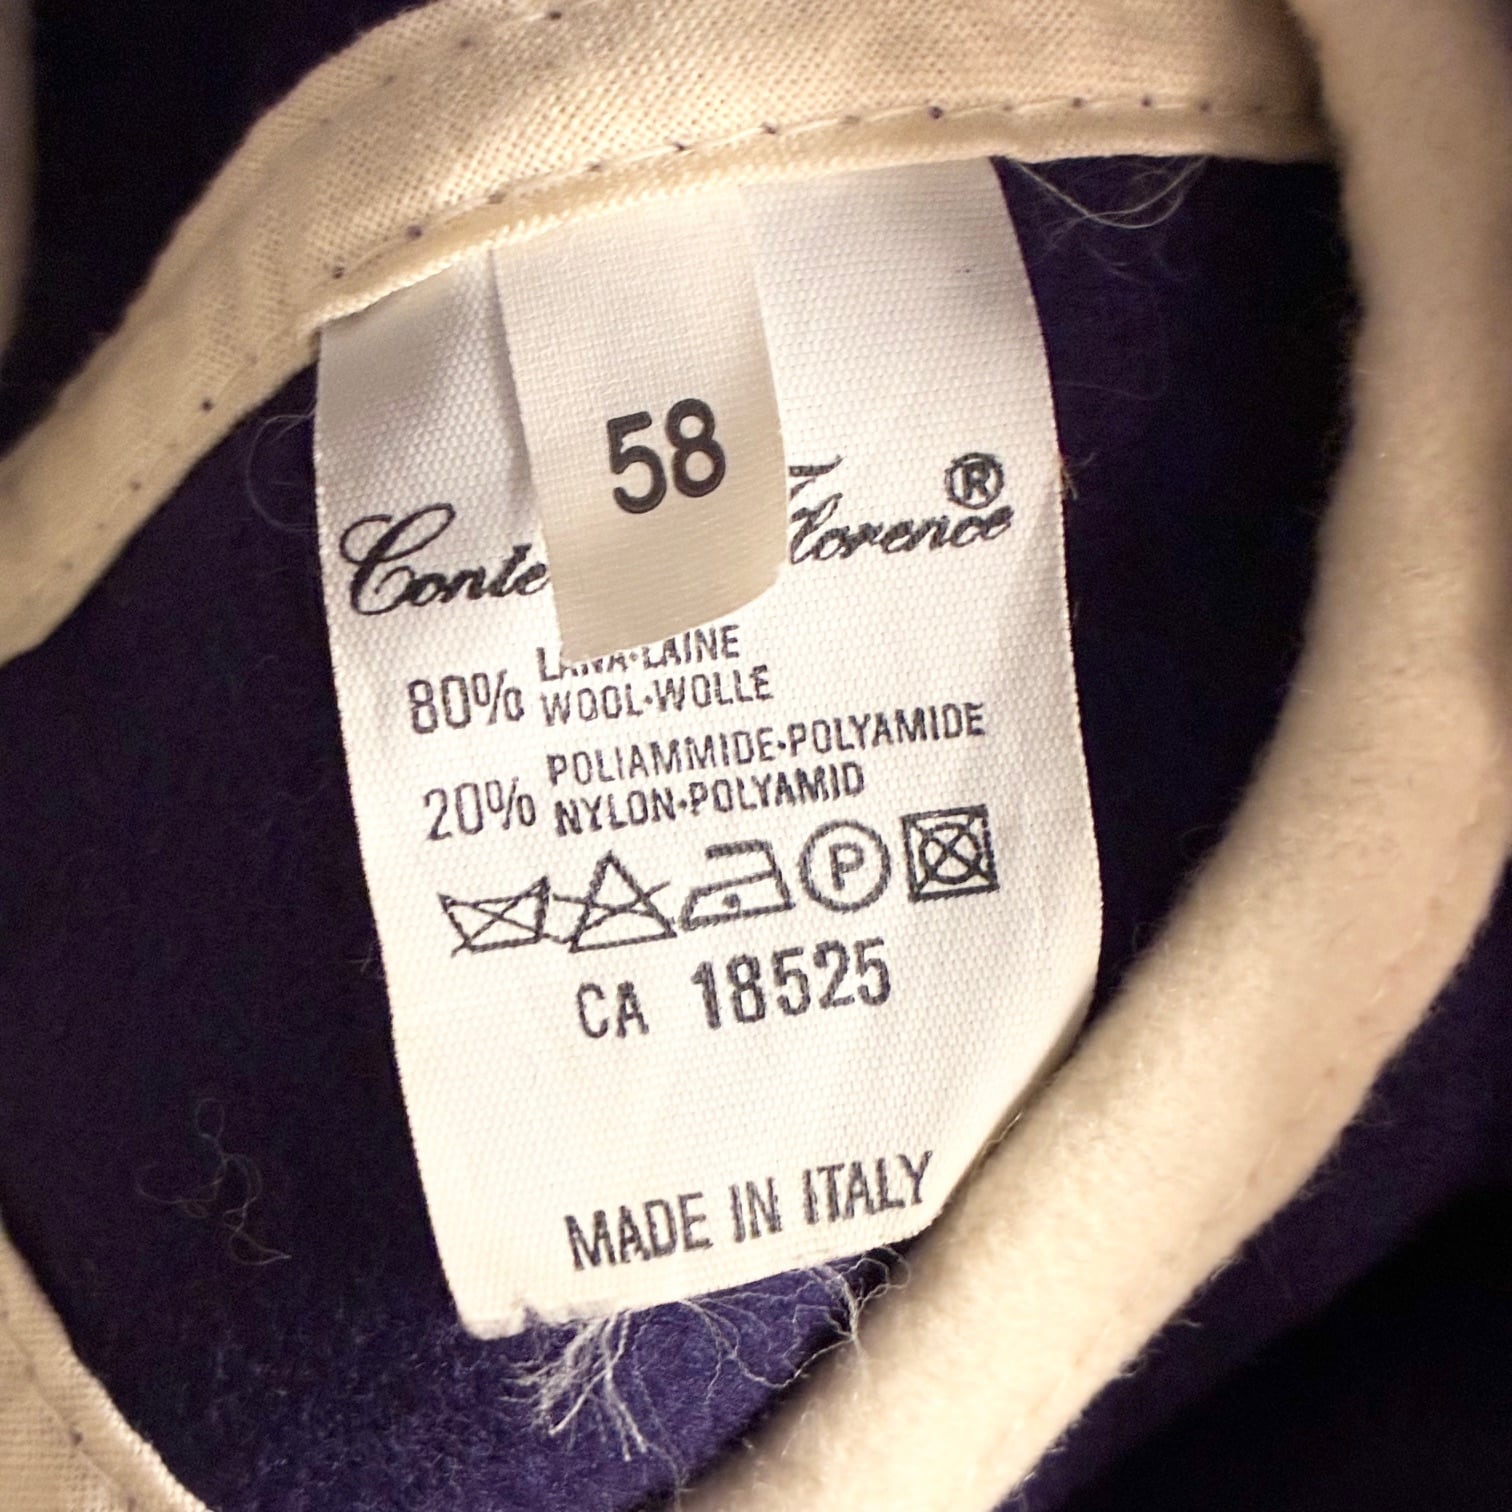 58
Conte Florence ®
80% LANA•LAINE
WOOL•WOLLE
20% POLIAMMIDE•POLYAMIDE
NYLON•POLYAMID
P
CA 18525
MADE IN ITALY